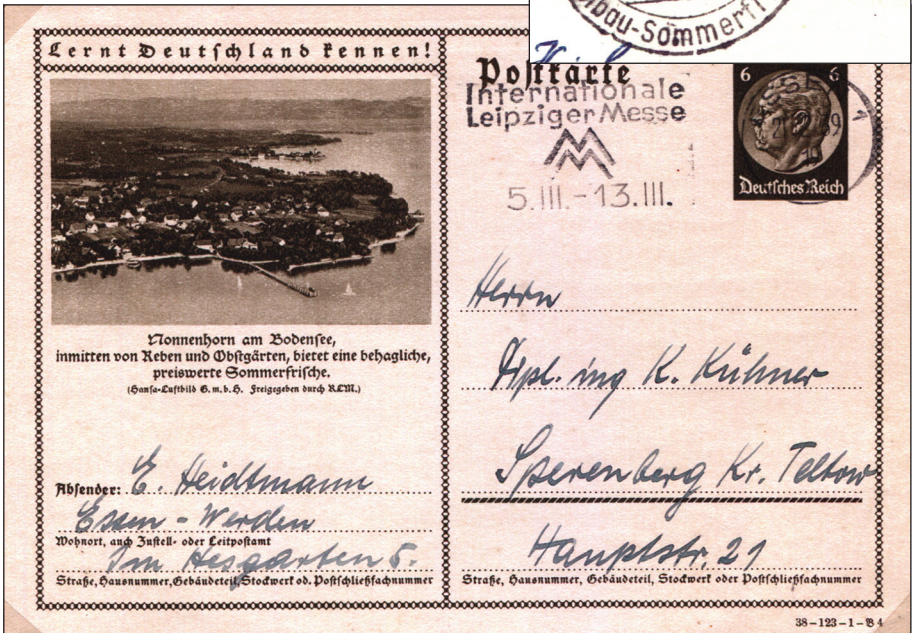 bau-Sommerfr
Lernt Deutschland kennen!
Postkarte
Internationale
Leipziger Messe
5.III.-13.III.
6 6
Deutsches Reich
Nonnenhorn am Bodensee,
inmitten von Reben und Obstgärten, bietet eine behagliche,
preiswerte Sommerfrische.
(Hansa-Luftbild G.m.b.H. Freigegeben durch RLM.)
Herrn
Dipl. ing K. Kühner
Sperenberg Kr. Teltow
Hauptstr. 21
Straße, Hausnummer, Gebäudeteil, Stockwerk oder Postschließfachnummer
Absender: E. Heidtmann
Essen - Werden
Wohnort, auch Zustell- oder Leitpostamt
Im Hesgarten 5.
Straße, Hausnummer, Gebäudeteil, Stockwerk od. Postschließfachnummer
38-123-1-B 4